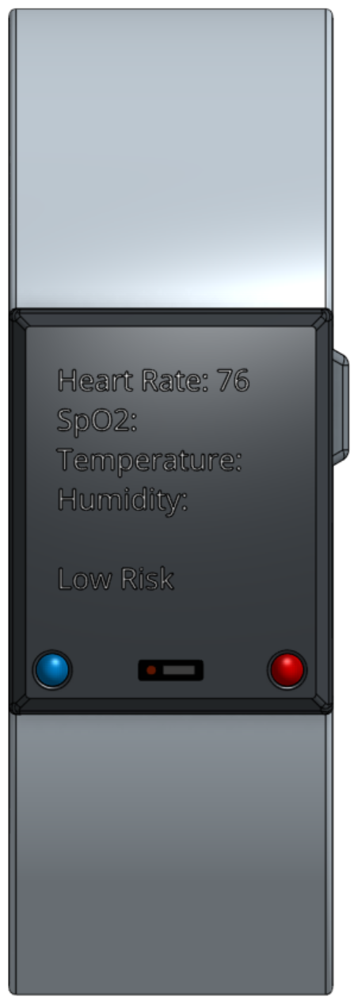 Heart Rate: 76
SpO2:
Temperature:
Humidity:
Low Risk